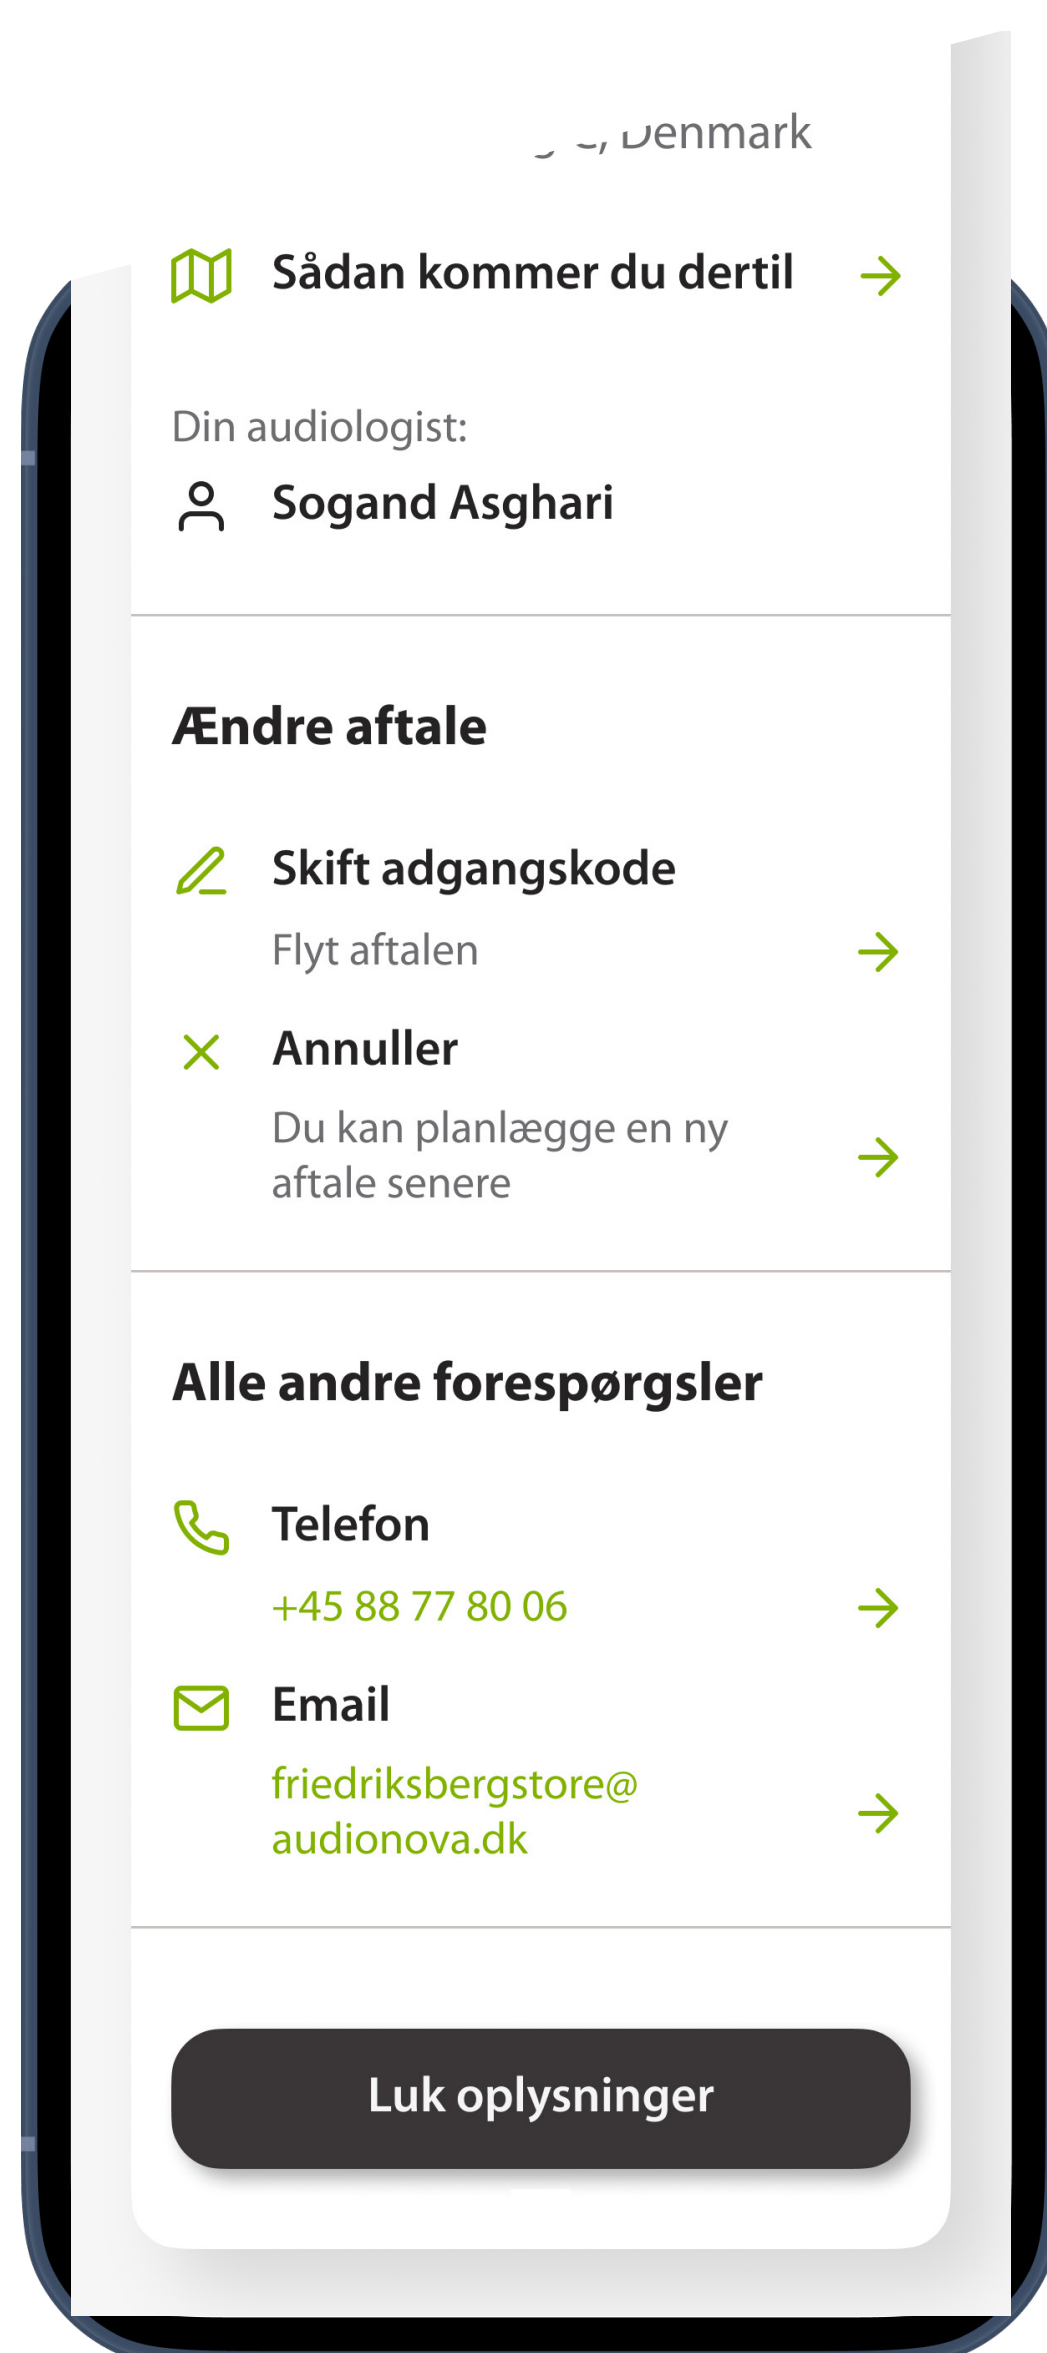 Denmark
Sådan kommer du dertil
Din audiologist:
Sogand Asghari
Ændre aftale
Skift adgangskode
Flyt aftalen
Annuller
Du kan planlægge en ny
aftale senere
Alle andre forespørgsler
Telefon
+45 88 77 80 06
Email
friedriksbergstore@
audionova.dk
Luk oplysninger